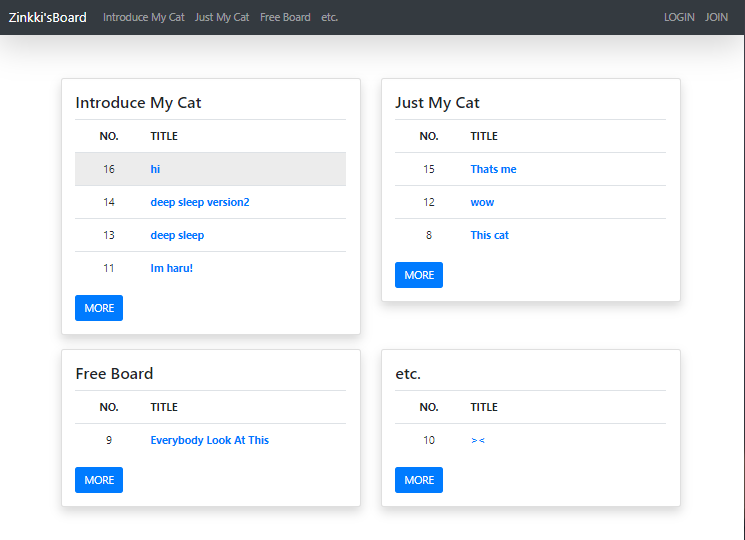 Zinkki'sBoard Introduce My Cat Just My Cat Free Board etc. LOGIN JOIN
Introduce My Cat
NO. TITLE
16 hi
14 deep sleep version2
13 deep sleep
11 Im haru!
MORE
Just My Cat
NO. TITLE
15 Thats me
12 wow
8 This cat
MORE
Free Board
NO. TITLE
9 Everybody Look At This
MORE
etc.
NO. TITLE
10 ><
MORE